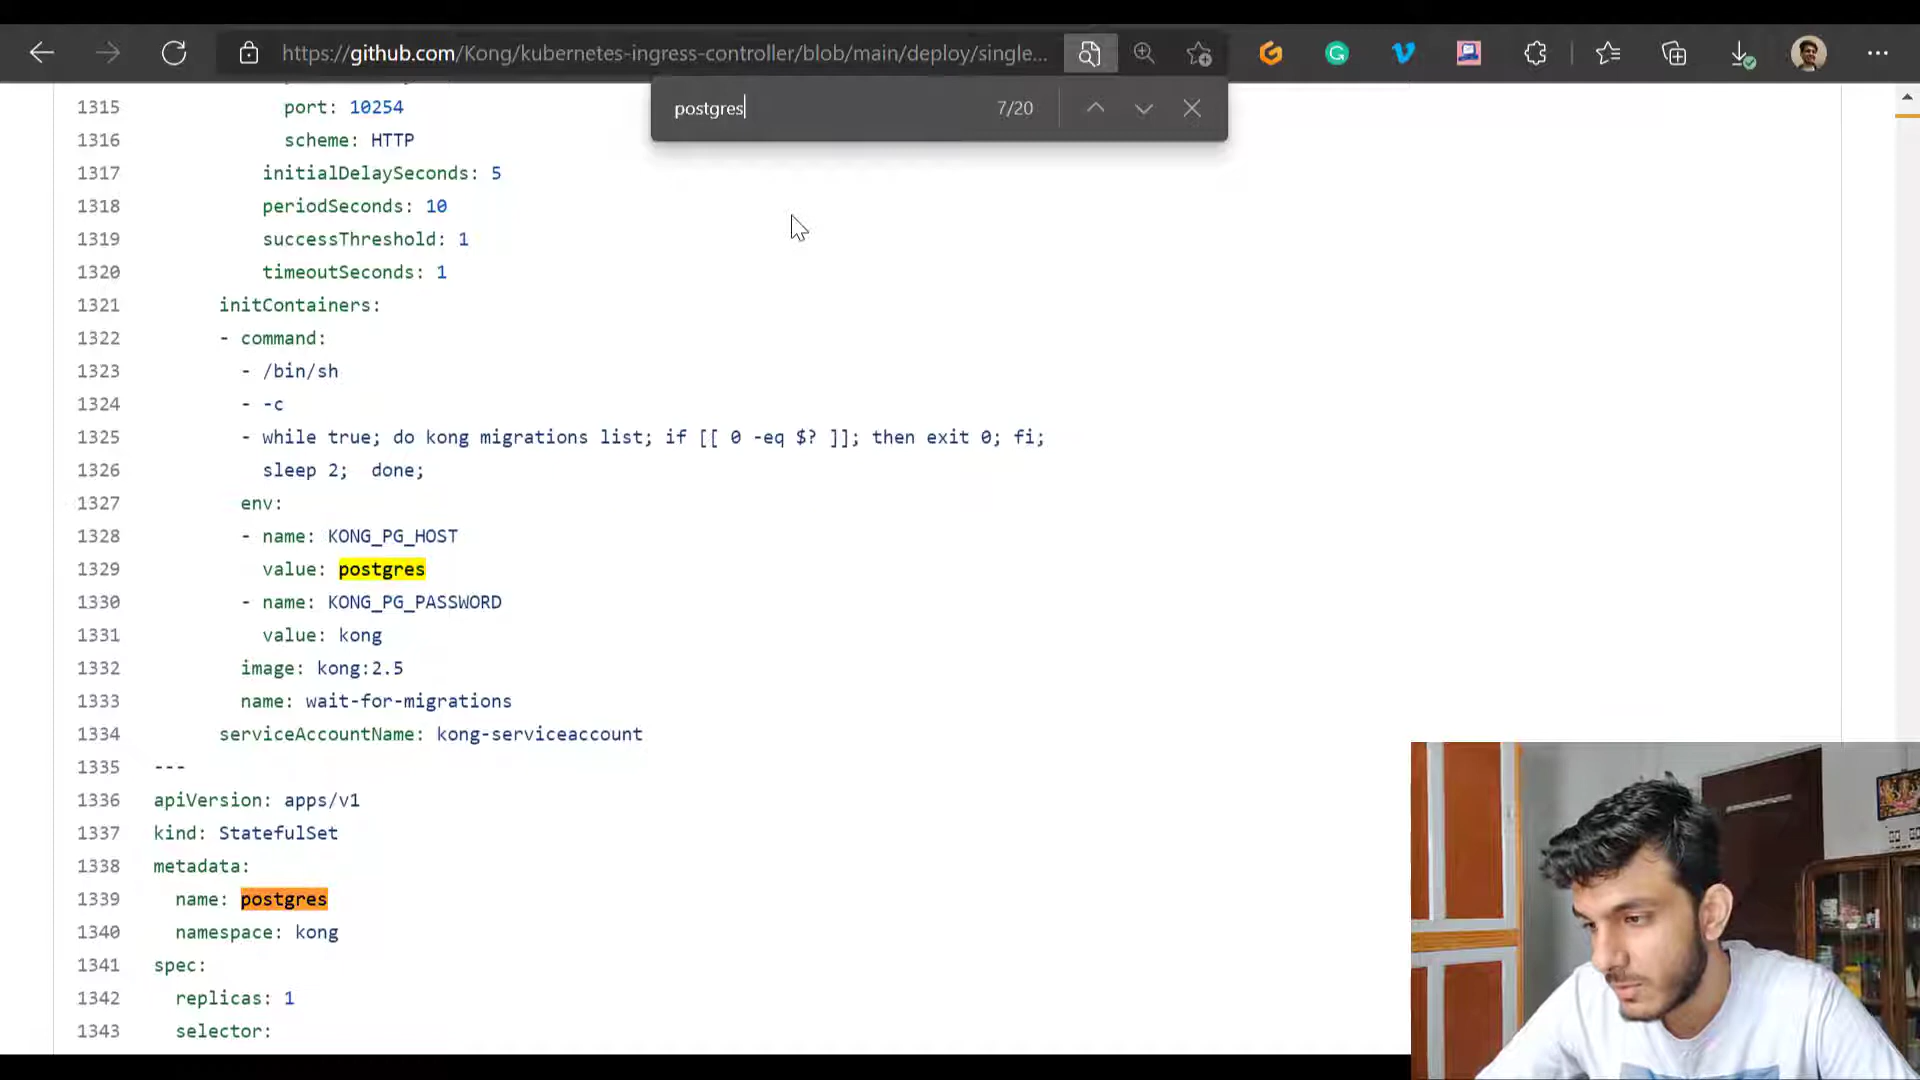 https://github.com/Kong/kubernetes-ingress-controller/blob/main/deploy/single...
postgres 7/20
1315 port: 10254
1316 scheme: HTTP
1317 initialDelaySeconds: 5
1318 periodSeconds: 10
1319 successThreshold: 1
1320 timeoutSeconds: 1
1321 initContainers:
1322 - command:
1323 - /bin/sh
1324 - -c
1325 - while true; do kong migrations list; if [[ 0 -eq $? ]]; then exit 0; fi;
1326 sleep 2;  done;
1327 env:
1328 - name: KONG_PG_HOST
1329 value: postgres
1330 - name: KONG_PG_PASSWORD
1331 value: kong
1332 image: kong:2.5
1333 name: wait-for-migrations
1334 serviceAccountName: kong-serviceaccount
1335 ---
1336 apiVersion: apps/v1
1337 kind: StatefulSet
1338 metadata:
1339 name: postgres
1340 namespace: kong
1341 spec:
1342 replicas: 1
1343 selector: